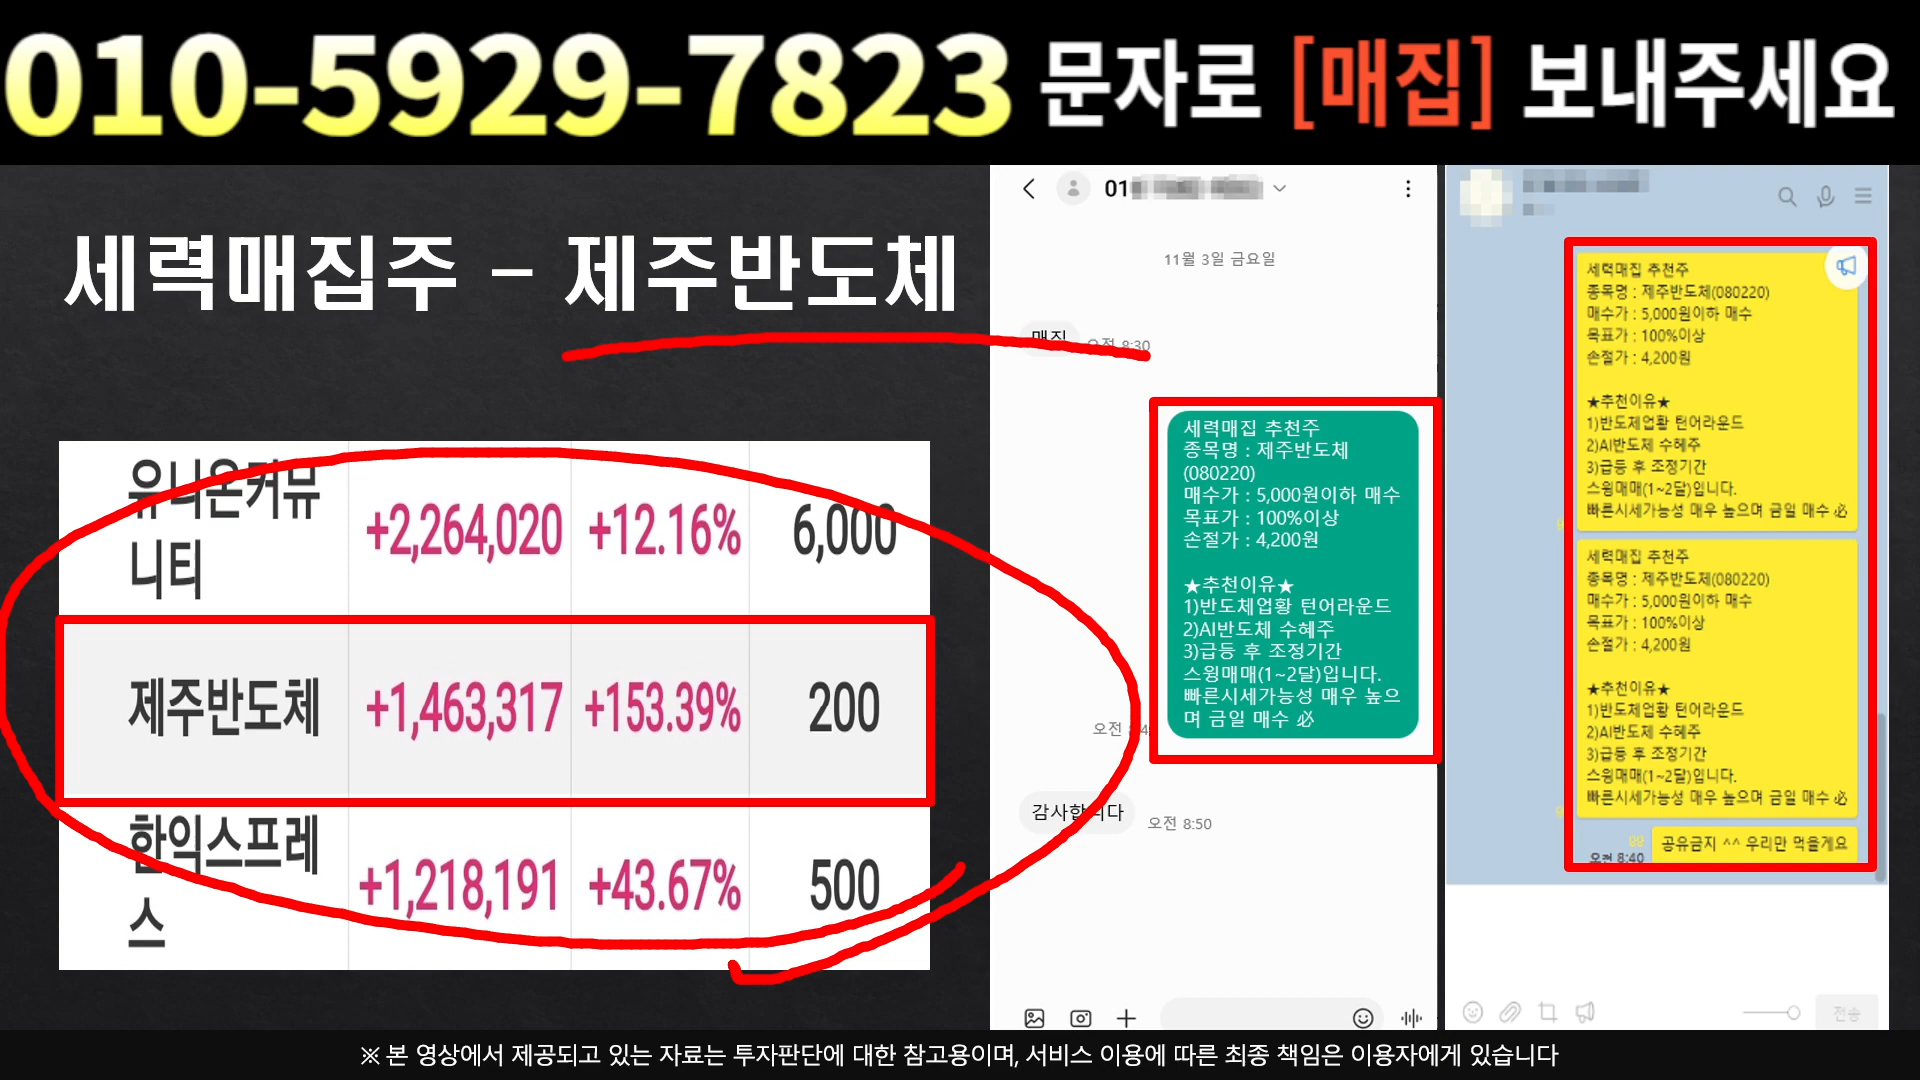 010-5929-7823 문자로 [매집] 보내주세요
세력매집주 - 제주반도체
유니온커뮤
니티
+2,264,020 +12.16% 6,000
제주반도체 +1,463,317 +153.39% 200
한익스프레
스
+1,218,191 +43.67% 500
01
11월 3일 금요일
매집
오전 8:30
세력매집 추천주
종목명 : 제주반도체
(080220)
매수가 : 5,000원이하 매수
목표가 : 100%이상
손절가 : 4,200원
★추천이유★
1)반도체업황 턴어라운드
2)AI반도체 수혜주
3)급등 후 조정기간
스윙매매(1~2달)입니다.
빠른시세가능성 매우 높으
며 금일 매수 必
오전
감사합니다
오전 8:50
세력매집 추천주
종목명 : 제주반도체(080220)
매수가 : 5,000원이하 매수
목표가 : 100%이상
손절가 : 4,200원
★추천이유★
1)반도체업황 턴어라운드
2)AI반도체 수혜주
3)급등 후 조정기간
스윙매매(1~2달)입니다.
빠른시세가능성 매우 높으며 금일 매수 必
세력매집 추천주
종목명 : 제주반도체(080220)
매수가 : 5,000원이하 매수
목표가 : 100%이상
손절가 : 4,200원
★추천이유★
1)반도체업황 턴어라운드
2)AI반도체 수혜주
3)급등 후 조정기간
스윙매매(1~2달)입니다.
빠른시세가능성 매우 높으며 금일 매수 必
오전 8:40
공유금지 ^^ 우리만 먹을게요
전송
※ 본 영상에서 제공되고 있는 자료는 투자판단에 대한 참고용이며, 서비스 이용에 따른 최종 책임은 이용자에게 있습니다